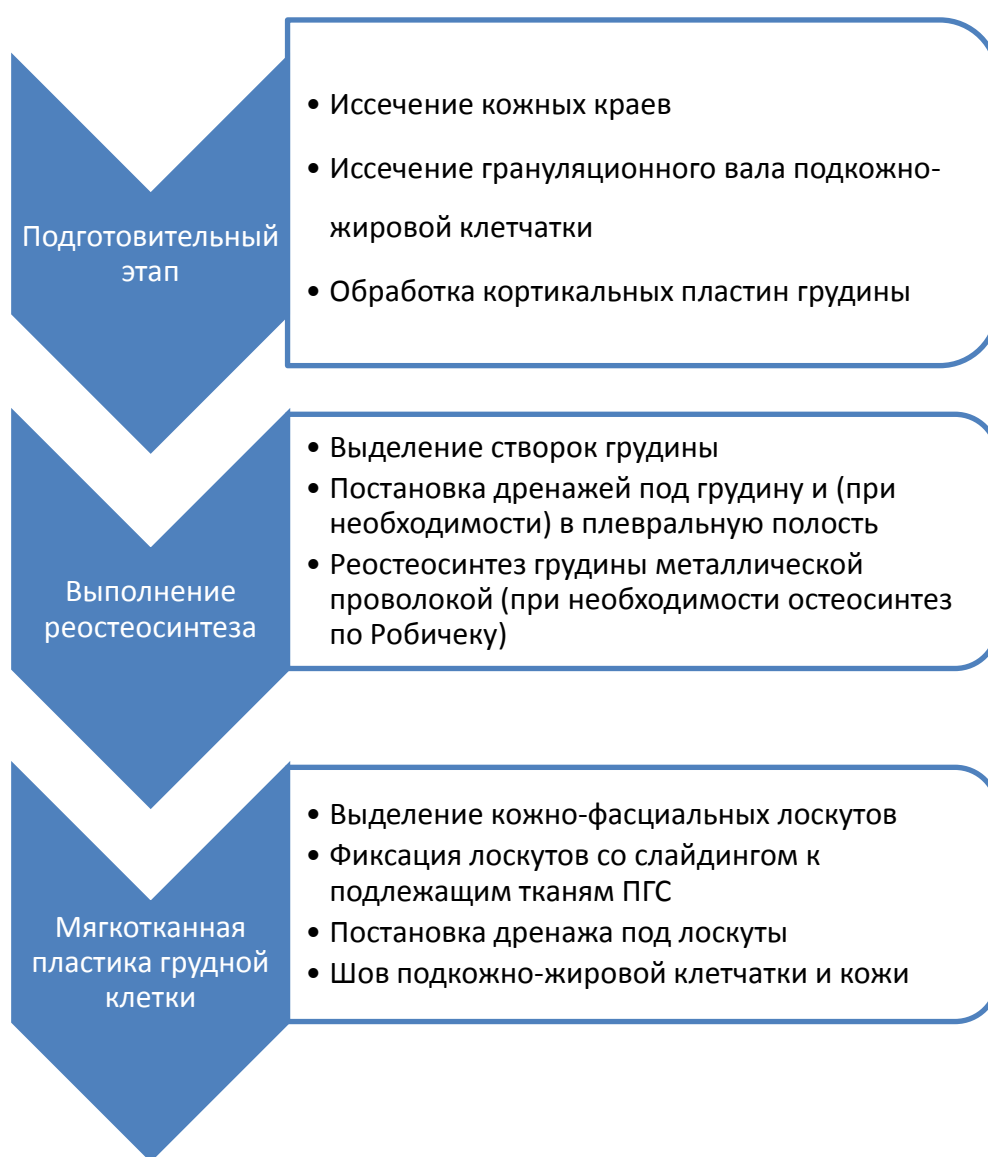 Подготовительный
этап
• Иссечение кожных краев
• Иссечение грануляционного вала подкожно-
жировой клетчатки
• Обработка кортикальных пластин грудины
Выполнение
реостеосинтеза
• Выделение створок грудины
• Постановка дренажей под грудину и (при
необходимости) в плевральную полость
• Реостеосинтез грудины металлической
проволокой (при необходимости остеосинтез
по Робичеку)
Мягкотканная
пластика грудной
клетки
• Выделение кожно-фасциальных лоскутов
• Фиксация лоскутов со слайдингом к
подлежащим тканям ПГС
• Постановка дренажа под лоскуты
• Шов подкожно-жировой клетчатки и кожи